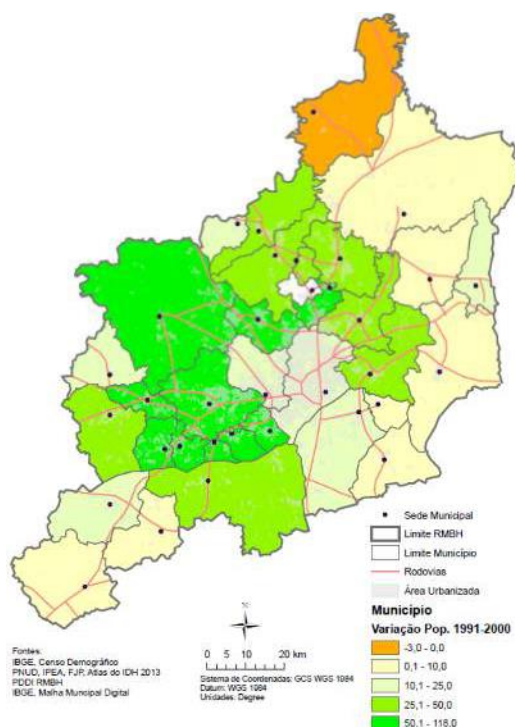 Sede Municipal
Limite RMBH
Limite Município
Rodovias
Área Urbanizada
Município
Variação Pop. 1991-2000
-3,0 - 0,0
0,1 - 10,0
10,1 - 25,0
25,1 - 50,0
50,1 - 118,0
Fontes:
IBGE, Censo Demográfico
PNUD, IPEA, FJP, Atlas do IDH 2013
PDDI RMBH
IBGE, Malha Municipal Digital
0 5 10 20 km
Sistema de Coordenadas: GCS WGS 1984
Datum: WGS 1984
Unidades: Degree